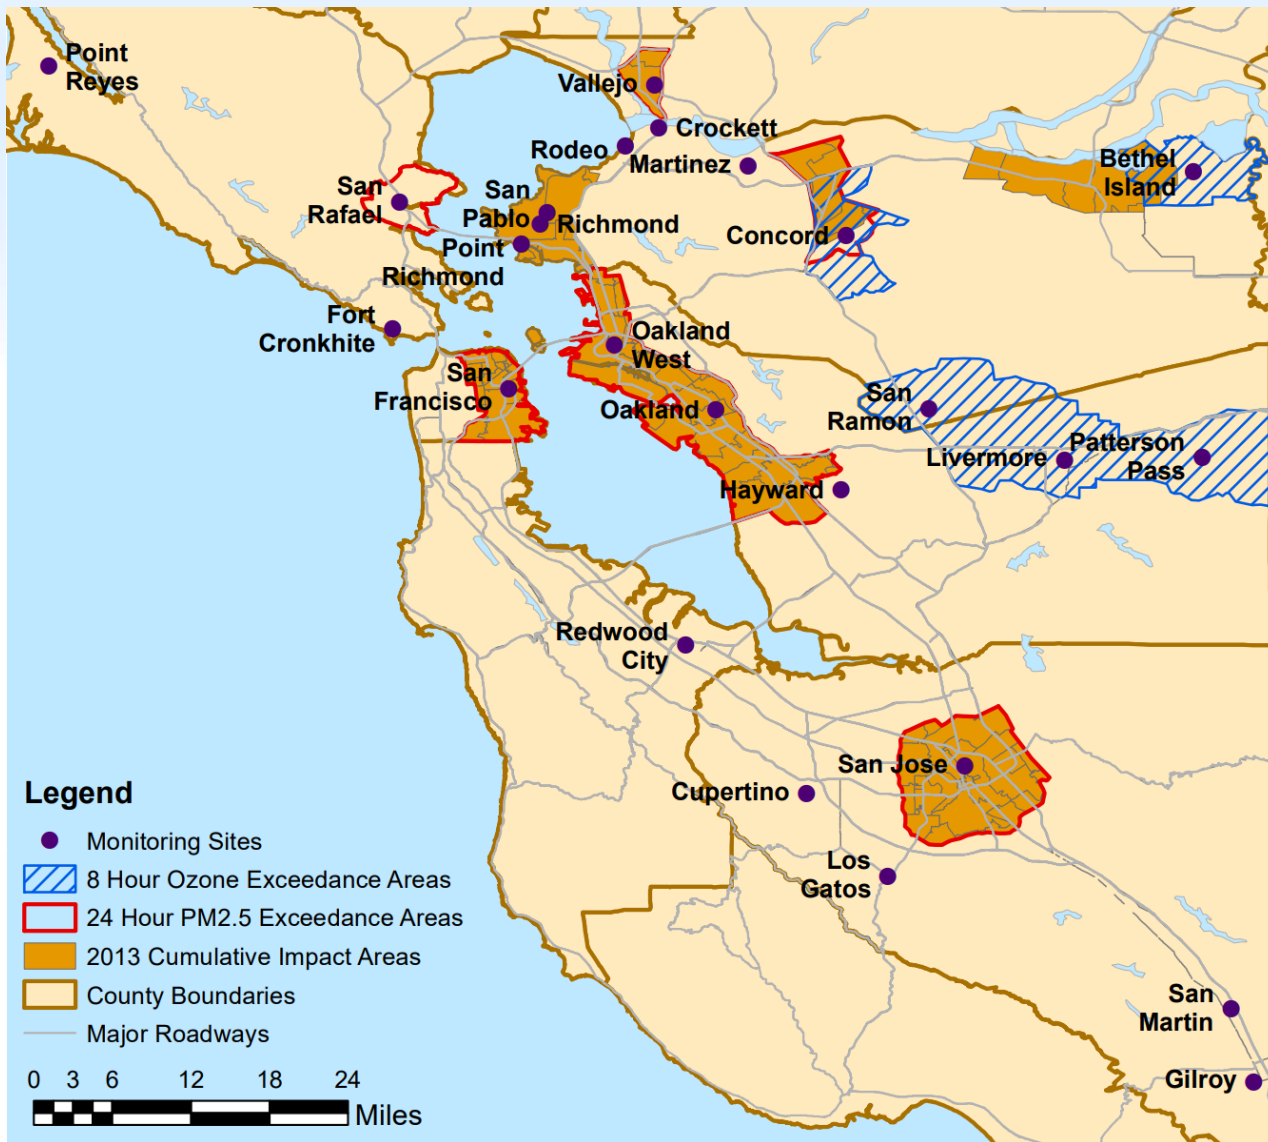 Point
Reyes
Vallejo
Crockett
Rodeo
Martinez
Bethel
Island
San
Rafael
San
Pablo
Richmond
Point
Richmond
Concord
Fort
Cronkhite
Oakland
West
San
Francisco
Oakland
San
Ramon
Livermore
Patterson
Pass
Hayward
Redwood
City
San Jose
Cupertino
Los
Gatos
San
Martin
Gilroy
Legend
Monitoring Sites
8 Hour Ozone Exceedance Areas
24 Hour PM2.5 Exceedance Areas
2013 Cumulative Impact Areas
County Boundaries
Major Roadways
0 3 6 12 18 24
Miles